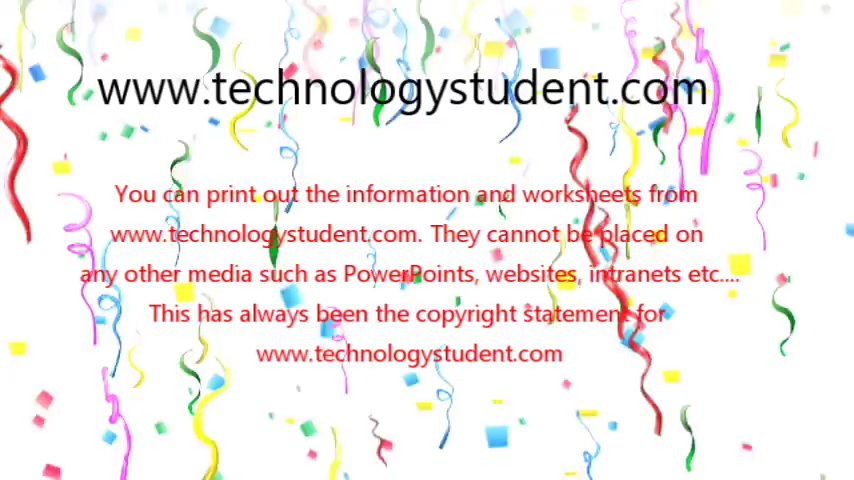 www.technologystudent.com
You can print out the information and worksheets from
www.technologystudent.com. They cannot be placed on
any other media such as PowerPoints, websites, intranets etc....
This has always been the copyright statement for
www.technologystudent.com